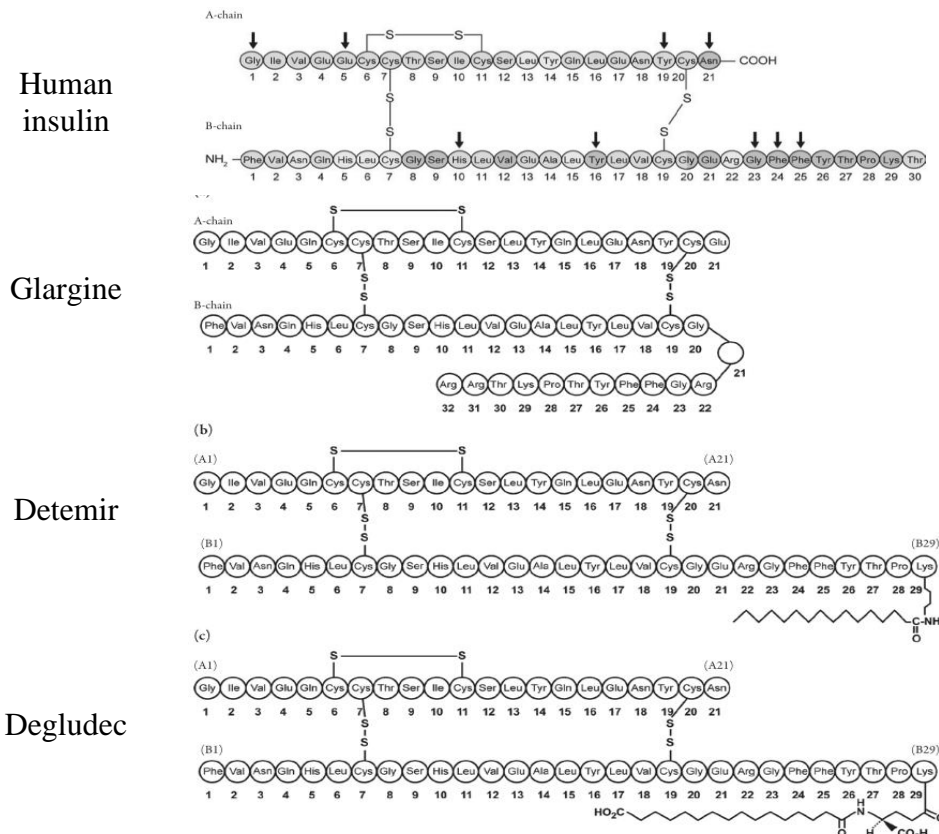 Human
insulin
A-chain
S S
Gly Ile Val Glu Glu Cys Cys Thr Ser Ile Cys Ser Leu Tyr Gln Leu Glu Asn Tyr Cys Asn COOH
1 2 3 4 5 6 7 8 9 10 11 12 13 14 15 16 17 18 19 20 21
S S
S S
B-chain
NH₂ Phe Val Asn Gln His Leu Cys Gly Ser His Leu Val Glu Ala Leu Tyr Leu Val Cys Gly Glu Arg Gly Phe Phe Tyr Thr Pro Lys Thr
1 2 3 4 5 6 7 8 9 10 11 12 13 14 15 16 17 18 19 20 21 22 23 24 25 26 27 28 29 30
Glargine
A-chain
S S
Gly Ile Val Glu Gln Cys Cys Thr Ser Ile Cys Ser Leu Tyr Gln Leu Glu Asn Tyr Cys Glu
1 2 3 4 5 6 7 8 9 10 11 12 13 14 15 16 17 18 19 20 21
S S
S S
B-chain
Phe Val Asn Gln His Leu Cys Gly Ser His Leu Val Glu Ala Leu Tyr Leu Val Cys Gly
1 2 3 4 5 6 7 8 9 10 11 12 13 14 15 16 17 18 19 20
21
Arg Arg Thr Lys Pro Thr Tyr Phe Phe Gly Arg
32 31 30 29 28 27 26 25 24 23 22
(b)
Detemir
(A1) S S (A21)
Gly Ile Val Glu Gln Cys Cys Thr Ser Ile Cys Ser Leu Tyr Gln Leu Glu Asn Tyr Cys Asn
1 2 3 4 5 6 7 8 9 10 11 12 13 14 15 16 17 18 19 20 21
S S
S S
(B1) (B29)
Phe Val Asn Gln His Leu Cys Gly Ser His Leu Val Glu Ala Leu Tyr Leu Val Cys Gly Glu Arg Gly Phe Phe Tyr Thr Pro Lys
1 2 3 4 5 6 7 8 9 10 11 12 13 14 15 16 17 18 19 20 21 22 23 24 25 26 27 28 29
C NH
O
(c)
Degludec
(A1) S S (A21)
Gly Ile Val Glu Gln Cys Cys Thr Ser Ile Cys Ser Leu Tyr Gln Leu Glu Asn Tyr Cys Asn
1 2 3 4 5 6 7 8 9 10 11 12 13 14 15 16 17 18 19 20 21
S S
S S
(B1) (B29)
Phe Val Asn Gln His Leu Cys Gly Ser His Leu Val Glu Ala Leu Tyr Leu Val Cys Gly Glu Arg Gly Phe Phe Tyr Thr Pro Lys
1 2 3 4 5 6 7 8 9 10 11 12 13 14 15 16 17 18 19 20 21 22 23 24 25 26 27 28 29
HO₂C H N O
O H CO₂H